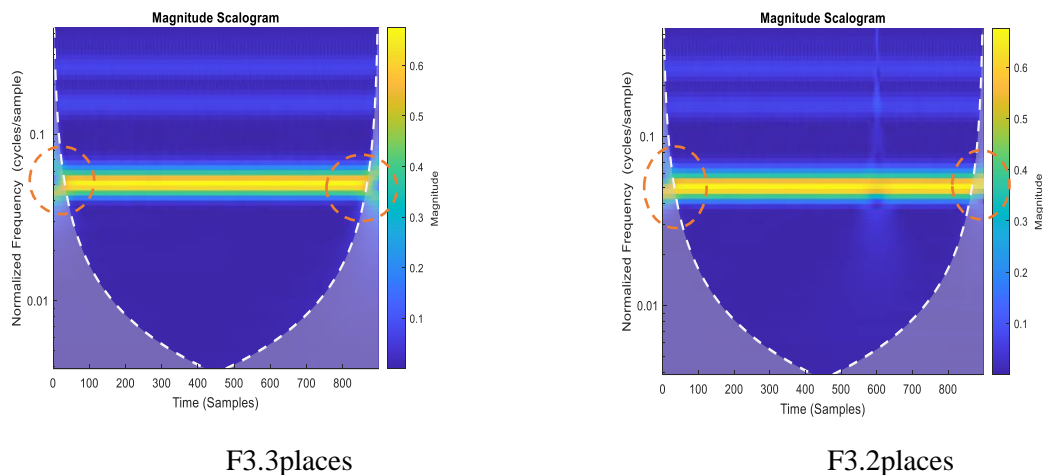 Magnitude Scalogram
0.1
0.01
Normalized Frequency (cycles/sample)
0 100 200 300 400 500 600 700 800
Time (Samples)
0.6
0.5
0.4
0.3
0.2
0.1
Magnitude
F3.3places
Magnitude Scalogram
0.1
0.01
Normalized Frequency (cycles/sample)
0 100 200 300 400 500 600 700 800
Time (Samples)
0.6
0.5
0.4
0.3
0.2
0.1
Magnitude
F3.2places